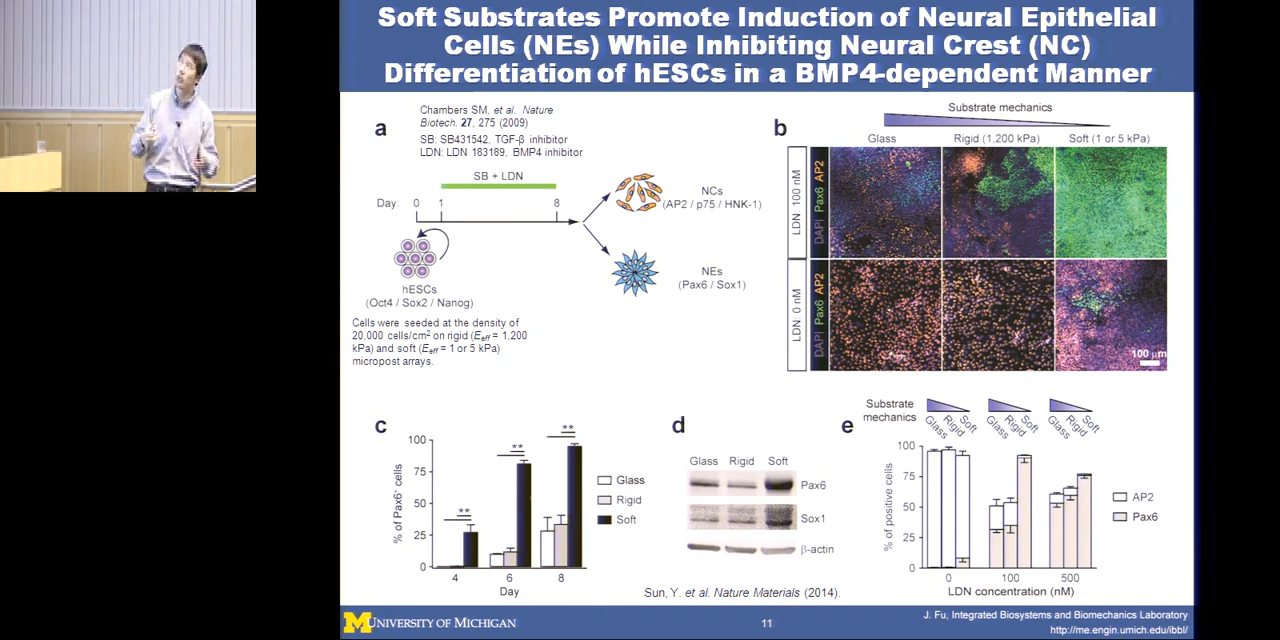 Soft Substrates Promote Induction of Neural Epithelial
Cells (NEs) While Inhibiting Neural Crest (NC)
Differentiation of hESCs in a BMP4-dependent Manner
a
Chambers SM, et al. Nature
Biotech. 27, 275 (2009)
SB: SB431542, TGF-β inhibitor
LDN: LDN 183189, BMP4 inhibitor
SB + LDN
Day: 0 1 8
hESCs
(Oct4 / Sox2 / Nanog)
NCs
(AP2 / p75 / HNK-1)
NEs
(Pax6 / Sox1)
Cells were seeded at the density of
20,000 cells/cm² on rigid (Eeff = 1,200
kPa) and soft (Eeff = 1 or 5 kPa)
micropost arrays.
b
Substrate mechanics
Glass Rigid (1,200 kPa) Soft (1 or 5 kPa)
LDN: 100 nM
DAPI Pax6 AP2
LDN: 0 nM
DAPI Pax6 AP2
100 μm
c
% of Pax6+ cells
100
75
50
25
0
** ** **
4 6 8
Day
Glass
Rigid
Soft
d
Glass Rigid Soft
Pax6
Sox1
β-actin
e
Substrate
mechanics
Glass Rigid Soft Glass Rigid Soft Glass Rigid Soft
% of positive cells
100
75
50
25
0
0 100 500
LDN concentration (nM)
AP2
Pax6
Sun, Y. et al. Nature Materials (2014).
M UNIVERSITY OF MICHIGAN
11
J. Fu, Integrated Biosystems and Biomechanics Laboratory
http://me.engin.umich.edu/ibbl/